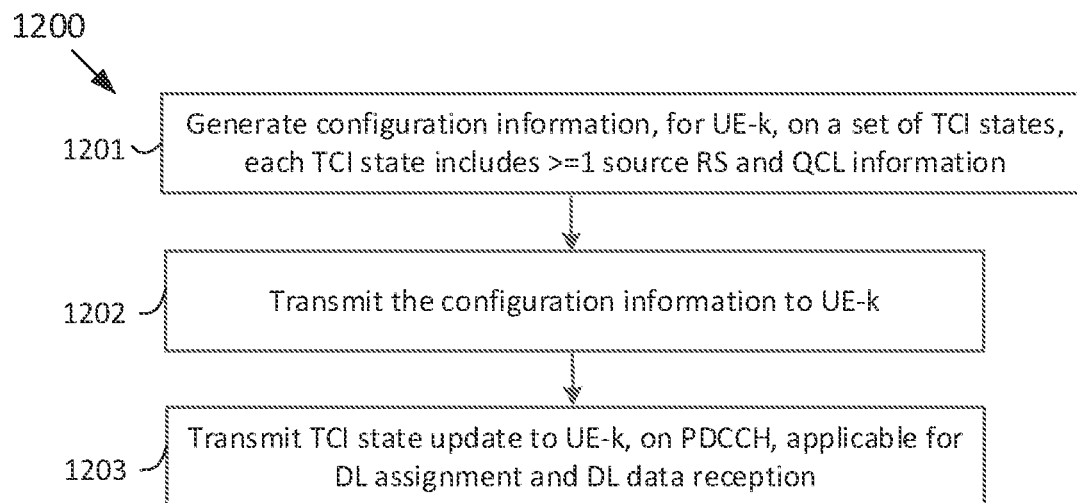 1200
1201
Generate configuration information, for UE-k, on a set of TCI states,
each TCI state includes >=1 source RS and QCL information
1202
Transmit the configuration information to UE-k
1203
Transmit TCI state update to UE-k, on PDCCH, applicable for
DL assignment and DL data reception